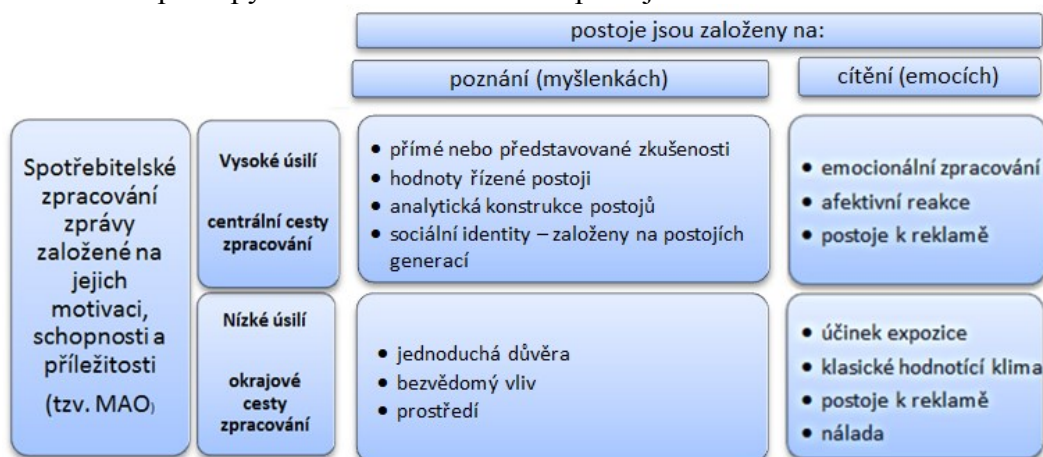 postoje jsou založeny na:
poznání (myšlenkách)
cítění (emocích)
Spotřebitelské
zpracování
zprávy
založené na
jejich
motivaci,
schopnosti a
příležitosti
(tzv. MAO)
Vysoké úsilí
centrální cesty
zpracování
• přímé nebo představované zkušenosti
• hodnoty řízené postoji
• analytická konstrukce postojů
• sociální identity – založeny na postojích
generací
• emocionální zpracování
• afektivní reakce
• postoje k reklamě
Nízké úsilí
okrajové
cesty
zpracování
• jednoduchá důvěra
• bezvědomý vliv
• prostředí
• účinek expozice
• klasické hodnotící klima
• postoje k reklamě
• nálada